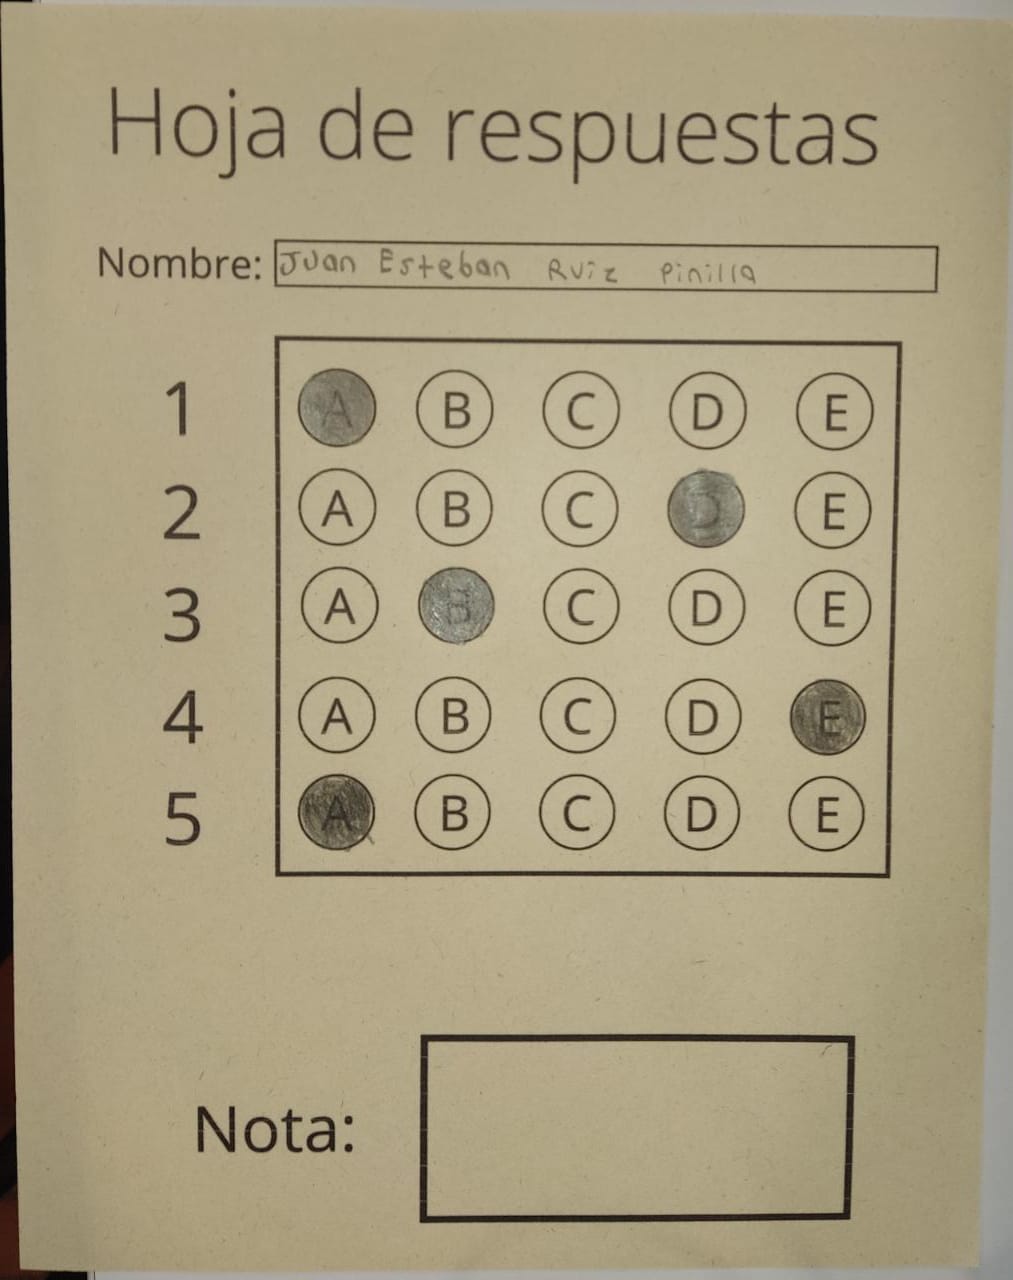 Hoja de respuestas
Nombre: Juan Esteban Ruiz Pinilla
1 A B C D E
2 A B C D E
3 A B C D E
4 A B C D E
5 A B C D E
Nota: